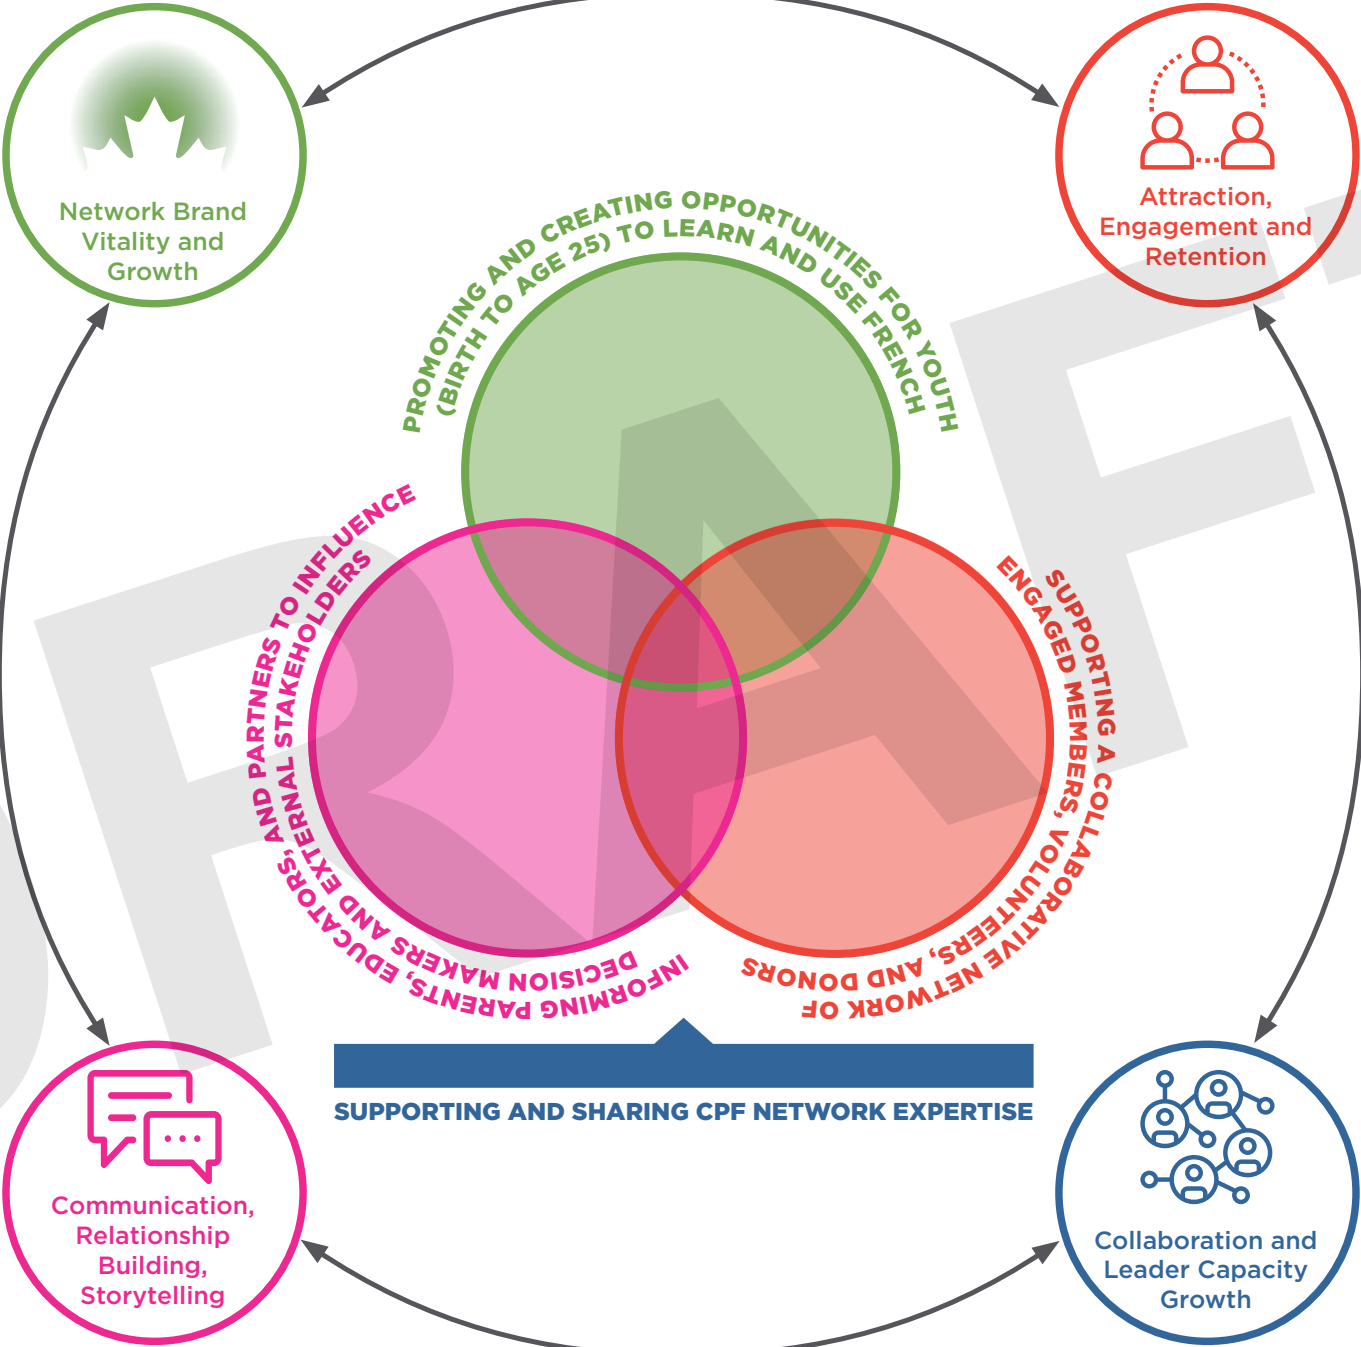 Network Brand
Vitality and
Growth
Attraction,
Engagement and
Retention
PROMOTING AND CREATING OPPORTUNITIES FOR YOUTH
(BIRTH TO AGE 25) TO LEARN AND USE FRENCH
INFORMING PARENTS, EDUCATORS, AND PARTNERS TO INFLUENCE
DECISION MAKERS AND EXTERNAL STAKEHOLDERS
SUPPORTING A COLLABORATIVE NETWORK OF
ENGAGED MEMBERS, VOLUNTEERS, AND DONORS
SUPPORTING AND SHARING CPF NETWORK EXPERTISE
Communication,
Relationship
Building,
Storytelling
Collaboration and
Leader Capacity
Growth
DRAFT